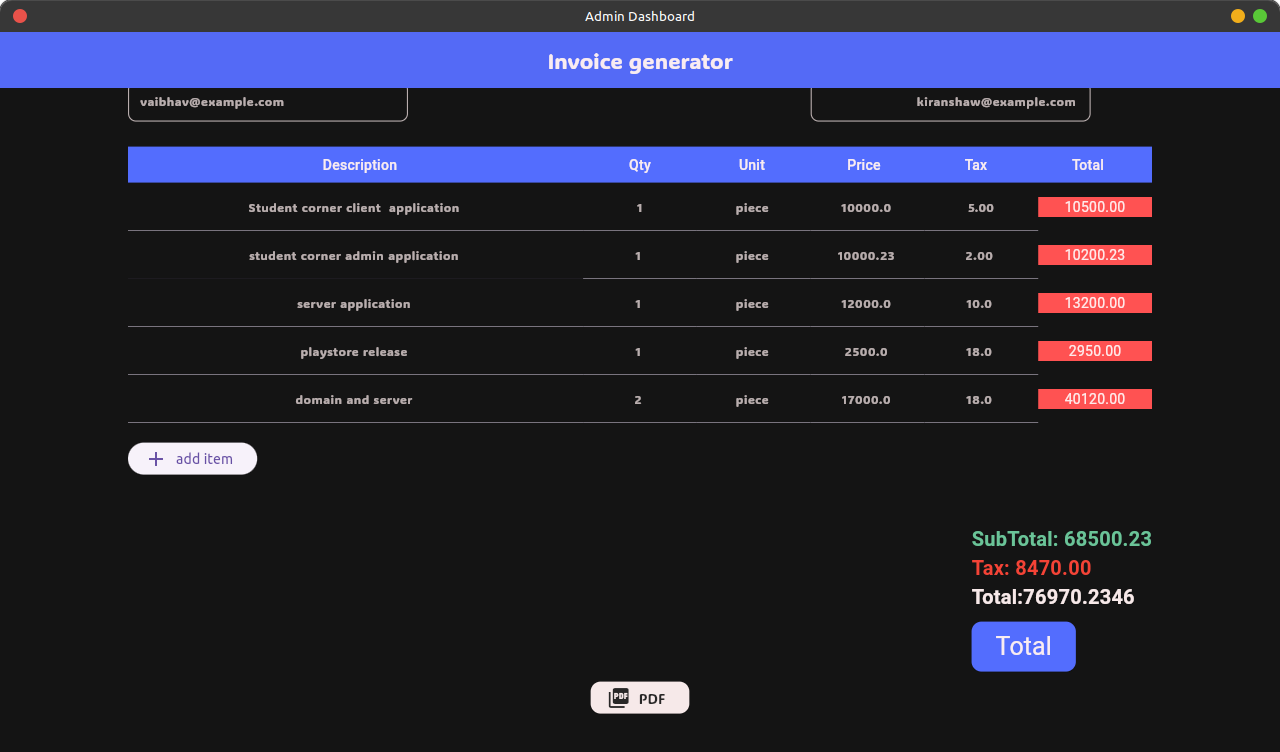 Admin Dashboard
Invoice generator
vaibhav@example.com kiranshaw@example.com
Description Qty Unit Price Tax Total
Student corner client  application 1 piece 10000.0 5.00 10500.00
student corner admin application 1 piece 10000.23 2.00 10200.23
server application 1 piece 12000.0 10.0 13200.00
playstore release 1 piece 2500.0 18.0 2950.00
domain and server 2 piece 17000.0 18.0 40120.00
add item
SubTotal: 68500.23
Tax: 8470.00
Total:76970.2346
Total
PDF PDF